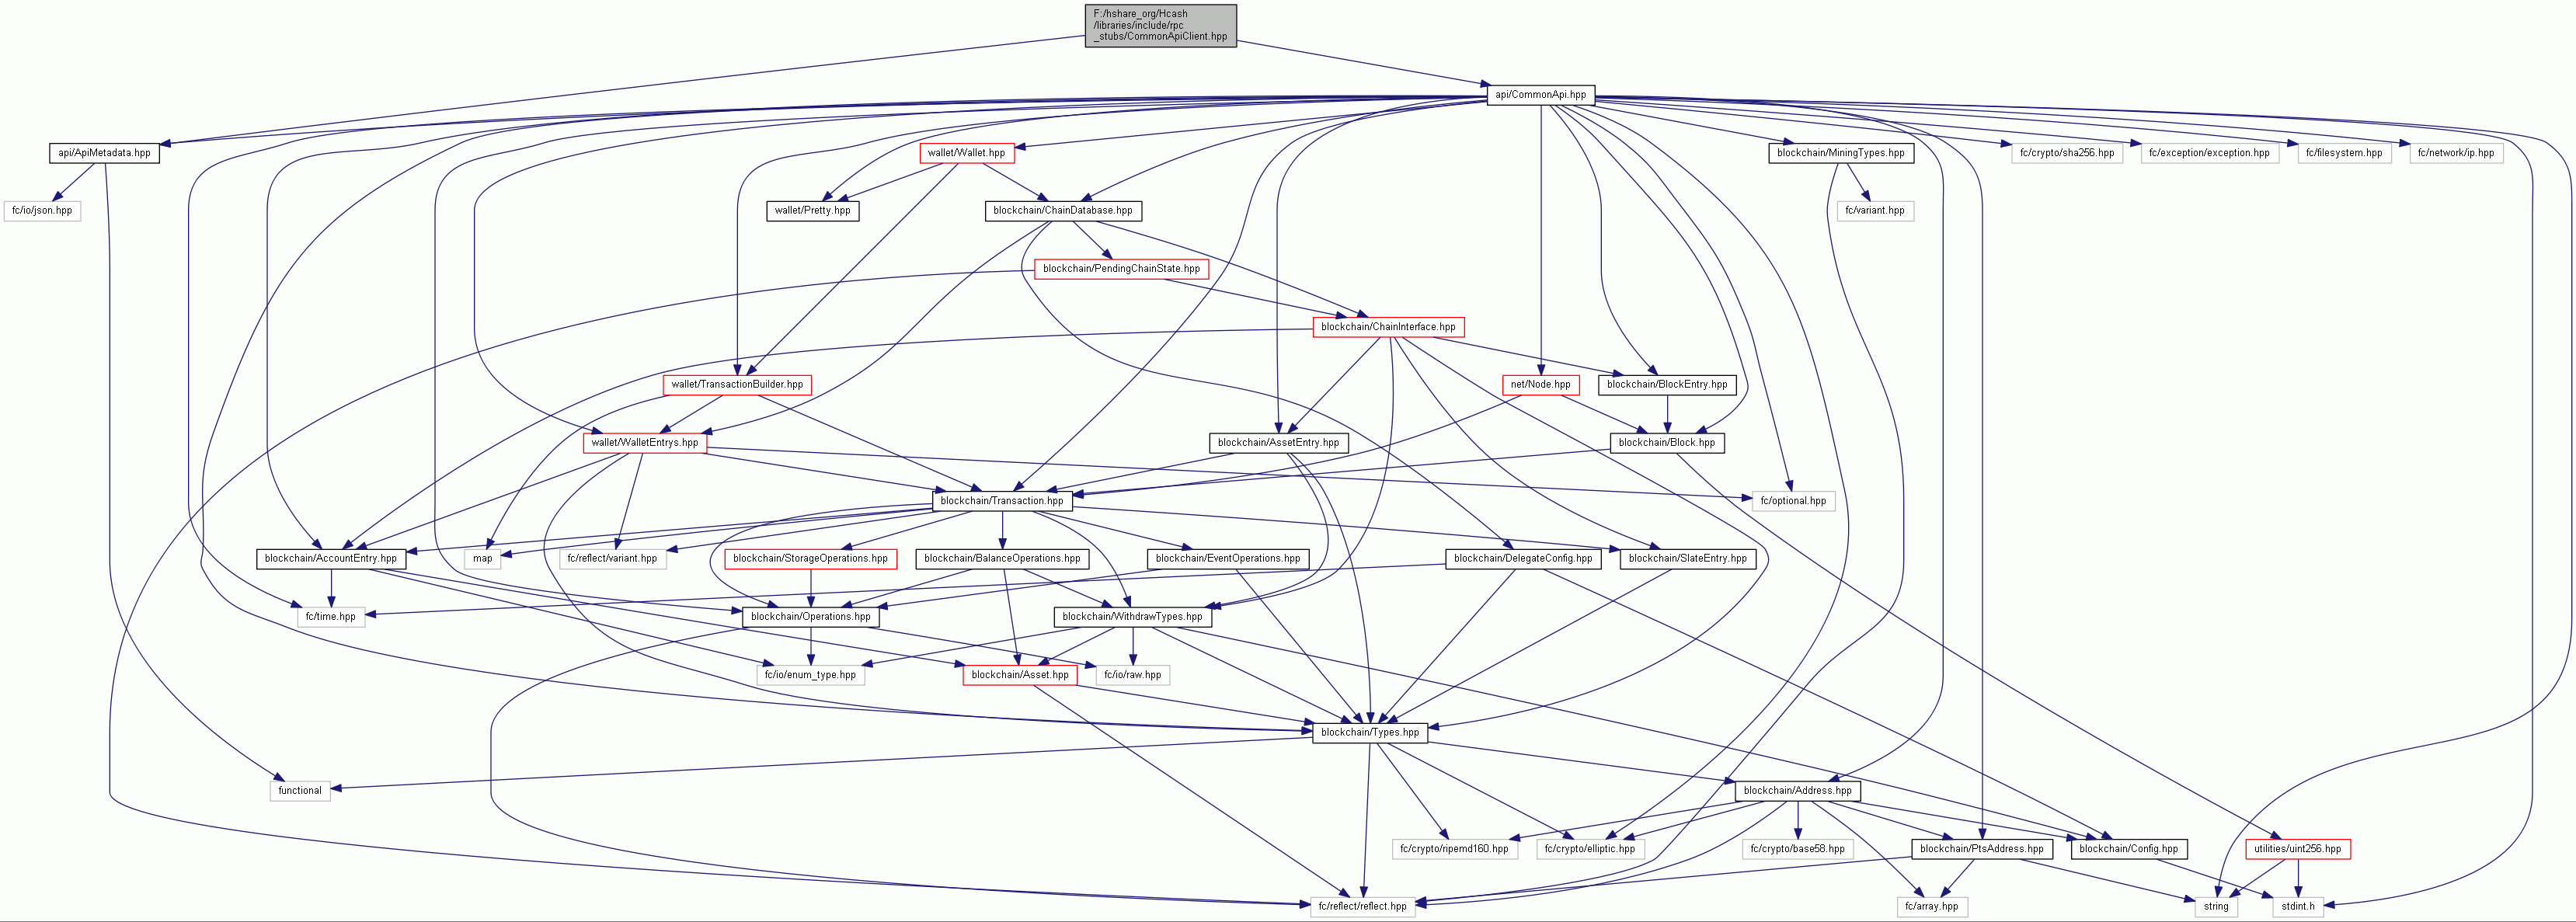 F:/hshare_org/Hcash
/libraries/include/rpc
_stubs/CommonApiClient.hpp
api/CommonApi.hpp
api/ApiMetadata.hpp
wallet/Wallet.hpp
blockchain/MiningTypes.hpp
fc/crypto/sha256.hpp
fc/exception/exception.hpp
fc/filesystem.hpp
fc/network/ip.hpp
fc/io/json.hpp
wallet/Pretty.hpp
blockchain/ChainDatabase.hpp
fc/variant.hpp
blockchain/PendingChainState.hpp
blockchain/ChainInterface.hpp
wallet/TransactionBuilder.hpp
net/Node.hpp
blockchain/BlockEntry.hpp
wallet/WalletEntrys.hpp
blockchain/AssetEntry.hpp
blockchain/Block.hpp
blockchain/Transaction.hpp
fc/optional.hpp
blockchain/AccountEntry.hpp
map
fc/reflect/variant.hpp
blockchain/StorageOperations.hpp
blockchain/BalanceOperations.hpp
blockchain/EventOperations.hpp
blockchain/DelegateConfig.hpp
blockchain/SlateEntry.hpp
fc/time.hpp
blockchain/Operations.hpp
blockchain/WithdrawTypes.hpp
fc/io/enum_type.hpp
blockchain/Asset.hpp
fc/io/raw.hpp
blockchain/Types.hpp
functional
blockchain/Address.hpp
fc/crypto/ripemd160.hpp
fc/crypto/elliptic.hpp
fc/crypto/base58.hpp
blockchain/PtsAddress.hpp
blockchain/Config.hpp
utilities/uint256.hpp
fc/reflect/reflect.hpp
fc/array.hpp
string
stdint.h